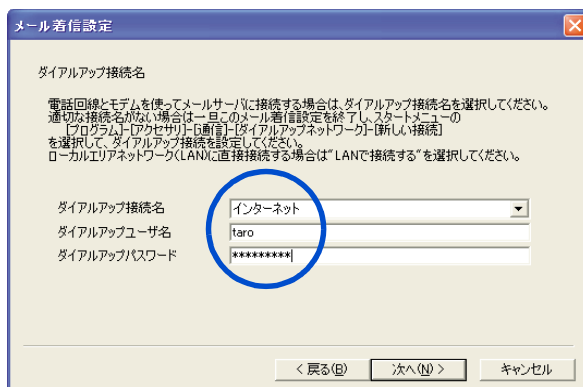 メール着信設定
ダイアルアップ接続名
電話回線とモデムを使ってメールサーバに接続する場合は、ダイアルアップ接続名を選択してください。
適切な接続名がない場合は一旦このメール着信設定を終了し、スタートメニューの
[プログラム]-[アクセサリ]-[通信]-[ダイアルアップネットワーク]-[新しい接続]
を選択して、ダイアルアップ接続を設定してください。
ローカルエリアネットワーク(LAN)に直接接続する場合は"LANで接続する"を選択してください。
ダイアルアップ接続名 インターネット
ダイアルアップユーザ名 taro
ダイアルアップパスワード *********
< 戻る(B) 次へ(N) > キャンセル